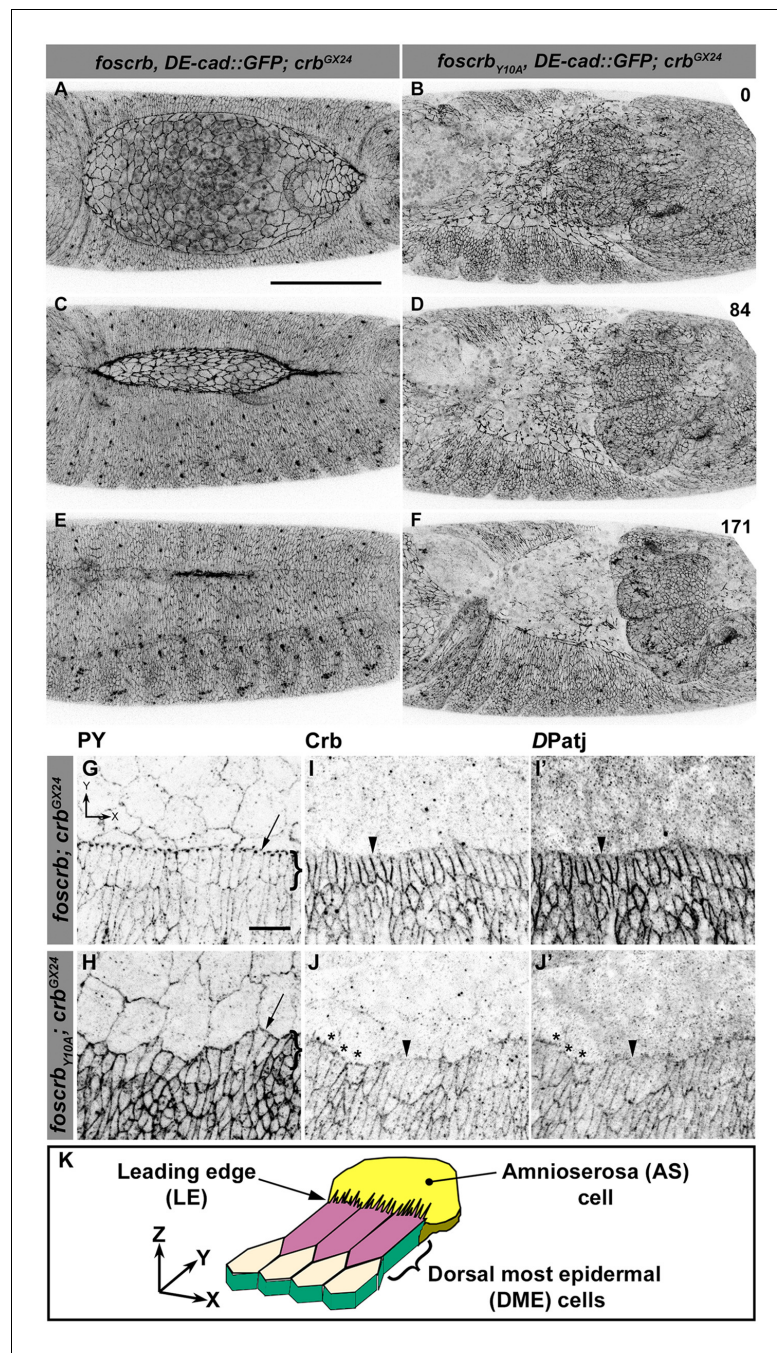 foscrb, DE-cad::GFP; crb^GX24
foscrb_Y10A, DE-cad::GFP; crb^GX24
A
B
0
C
D
84
E
F
171
PY
Crb
DPatj
foscrb; crb^GX24
G
Y
X
}
I
I'
foscrb_Y10A; crb^GX24
H
}
J
* * *
J'
* * *
K
Leading edge
(LE)
Amnioserosa (AS)
cell
Z
Y
X
Dorsal most epidermal
(DME) cells